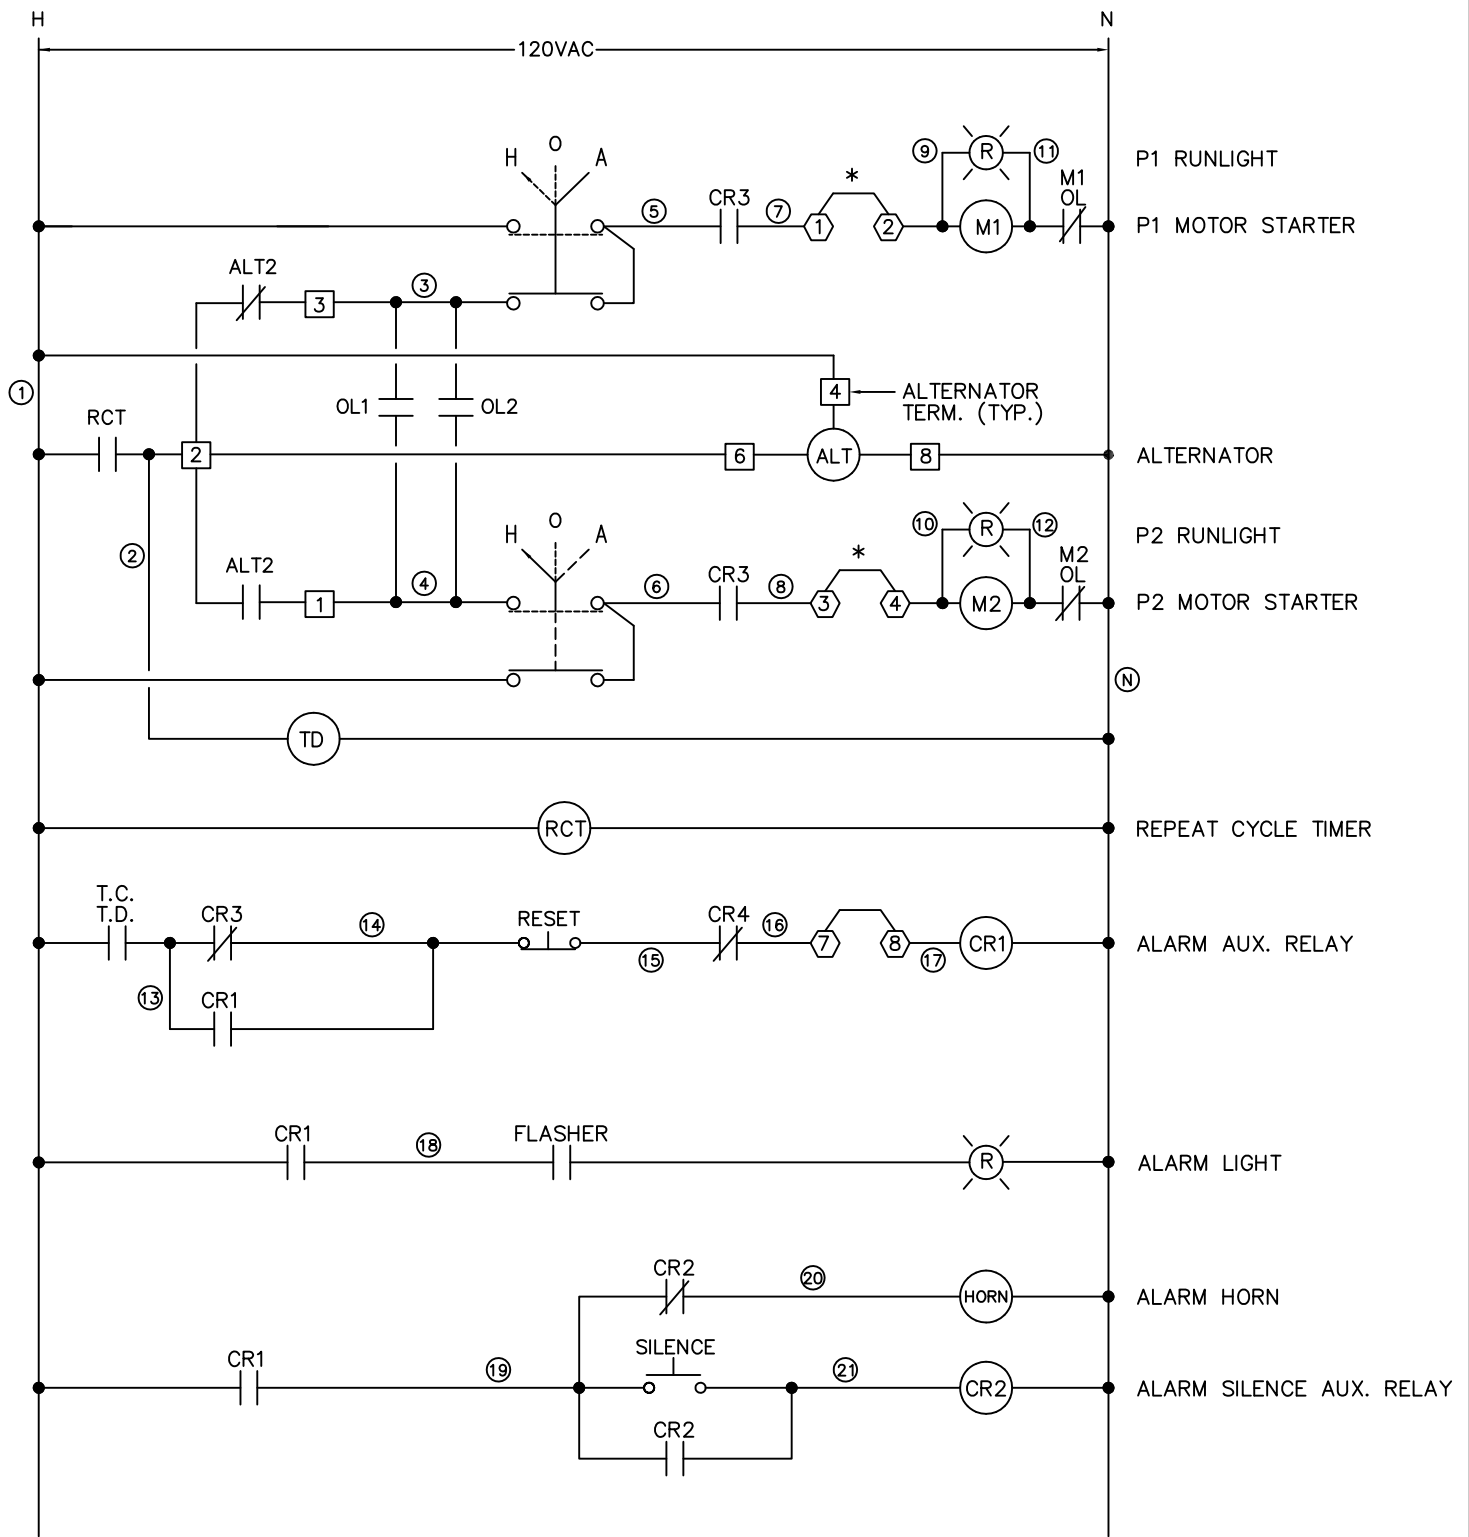 H N
120VAC
O
H A
CR3
5 7
*
1 2
9 R 11
M1
M1
OL
P1 RUNLIGHT
P1 MOTOR STARTER
ALT2
3
3
1
4
ALTERNATOR
TERM. (TYP.)
OL1 OL2
RCT
2 6 ALT 8 ALTERNATOR
O
H A
2
ALT2
1
4
6
CR3
8
*
3 4
10 R 12
M2
M2
OL
P2 RUNLIGHT
P2 MOTOR STARTER
N
TD
RCT REPEAT CYCLE TIMER
T.C.
T.D.
CR3
14
RESET
15
CR4
16
7 8
17
CR1
ALARM AUX. RELAY
13
CR1
CR1
18
FLASHER
R
ALARM LIGHT
CR2
20
HORN
ALARM HORN
CR1
19
SILENCE
21
CR2
ALARM SILENCE AUX. RELAY
CR2